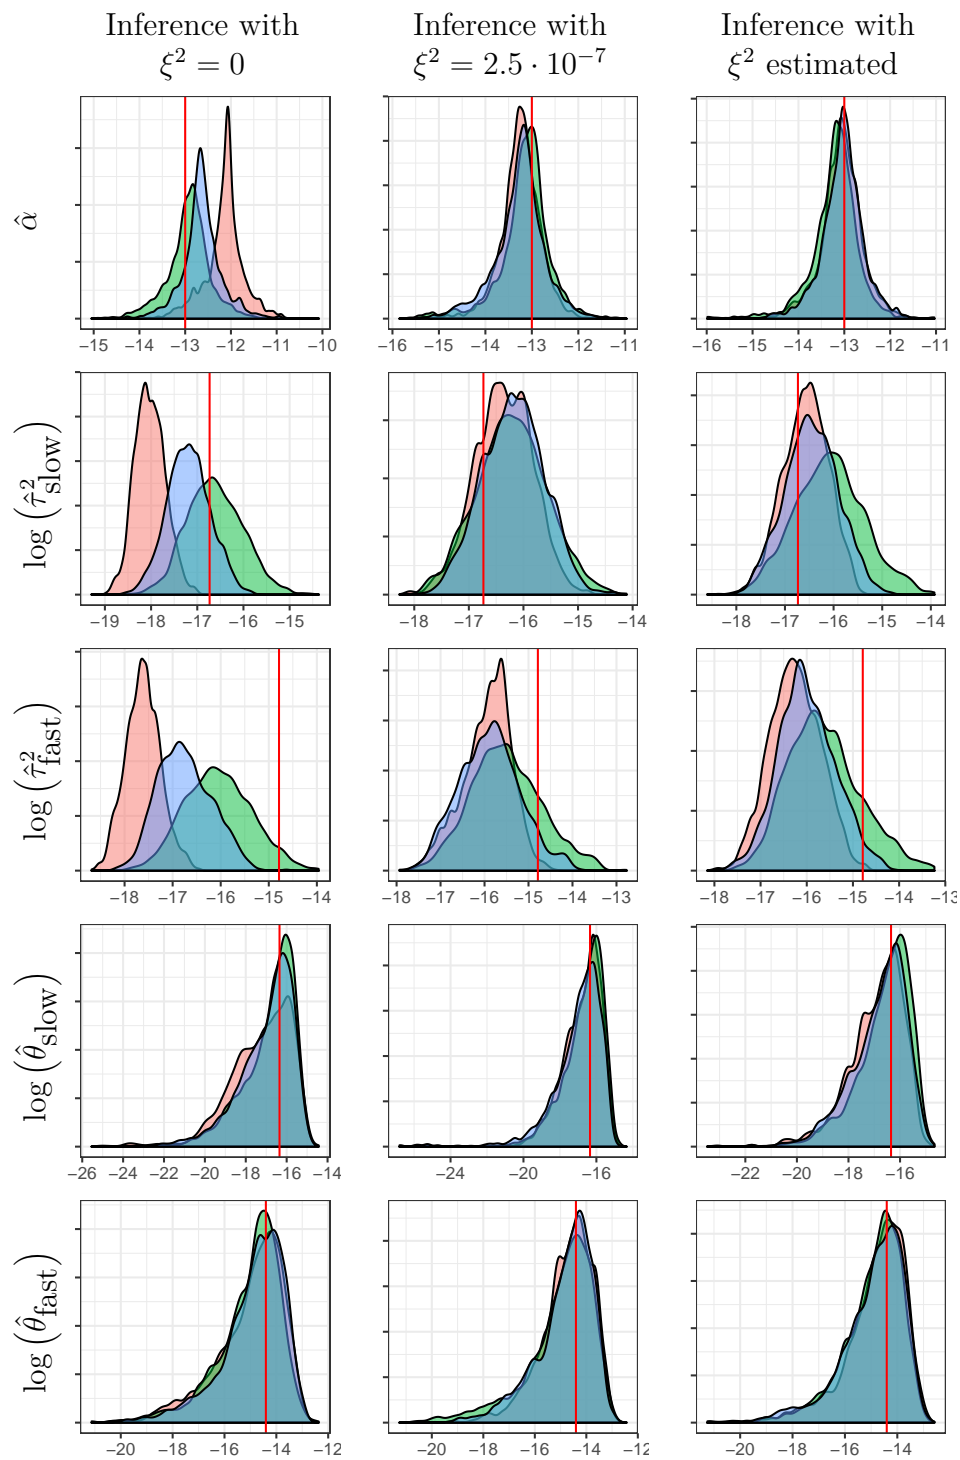 Inference with
ξ² = 0
Inference with
ξ² = 2.5 · 10⁻⁷
Inference with
ξ² estimated
α̂
−15 −14 −13 −12 −11 −10
−16 −15 −14 −13 −12 −11
−16 −15 −14 −13 −12 −11
log (τ̂²slow)
−19 −18 −17 −16 −15
−18 −17 −16 −15 −14
−18 −17 −16 −15 −14
log (τ̂²fast)
−18 −17 −16 −15 −14
−18 −17 −16 −15 −14 −13
−18 −17 −16 −15 −14 −13
log (θ̂slow)
−26 −24 −22 −20 −18 −16 −14
−24 −20 −16
−22 −20 −18 −16
log (θ̂fast)
−20 −18 −16 −14 −12
−20 −18 −16 −14 −12
−20 −18 −16 −14